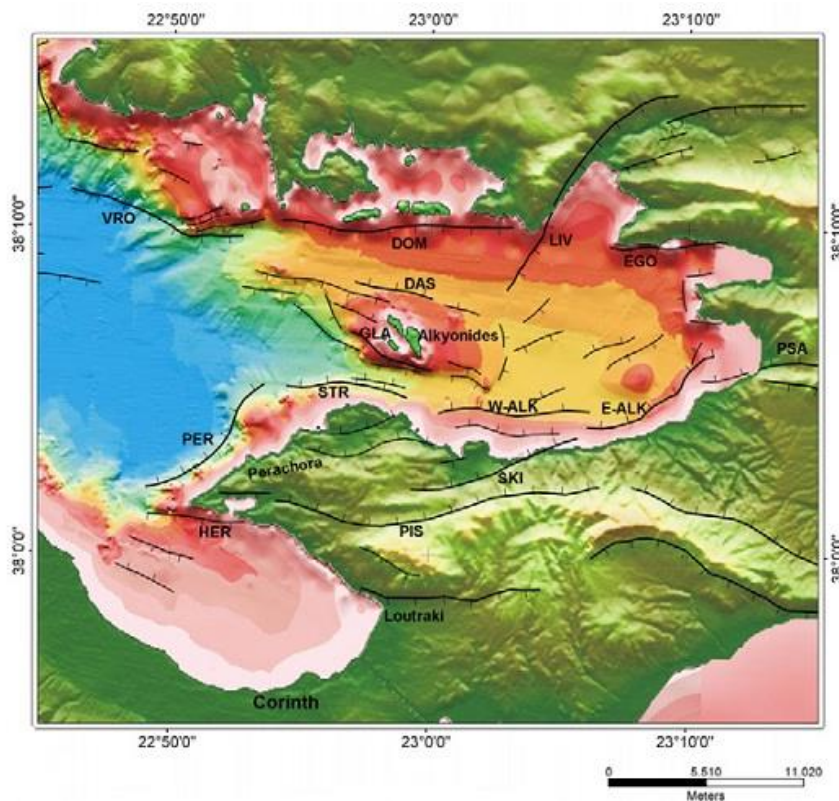 22°50'0" 23°0'0" 23°10'0"
38°10'0" 38°10'0"
VRO
DOM
LIV
EGO
DAS
GLA Alkyonides
PSA
STR
W-ALK E-ALK
PER
Perachora
SKI
HER
PIS
38°0'0" 38°0'0"
Loutraki
Corinth
22°50'0" 23°0'0" 23°10'0"
0 5.510 11.020
Meters